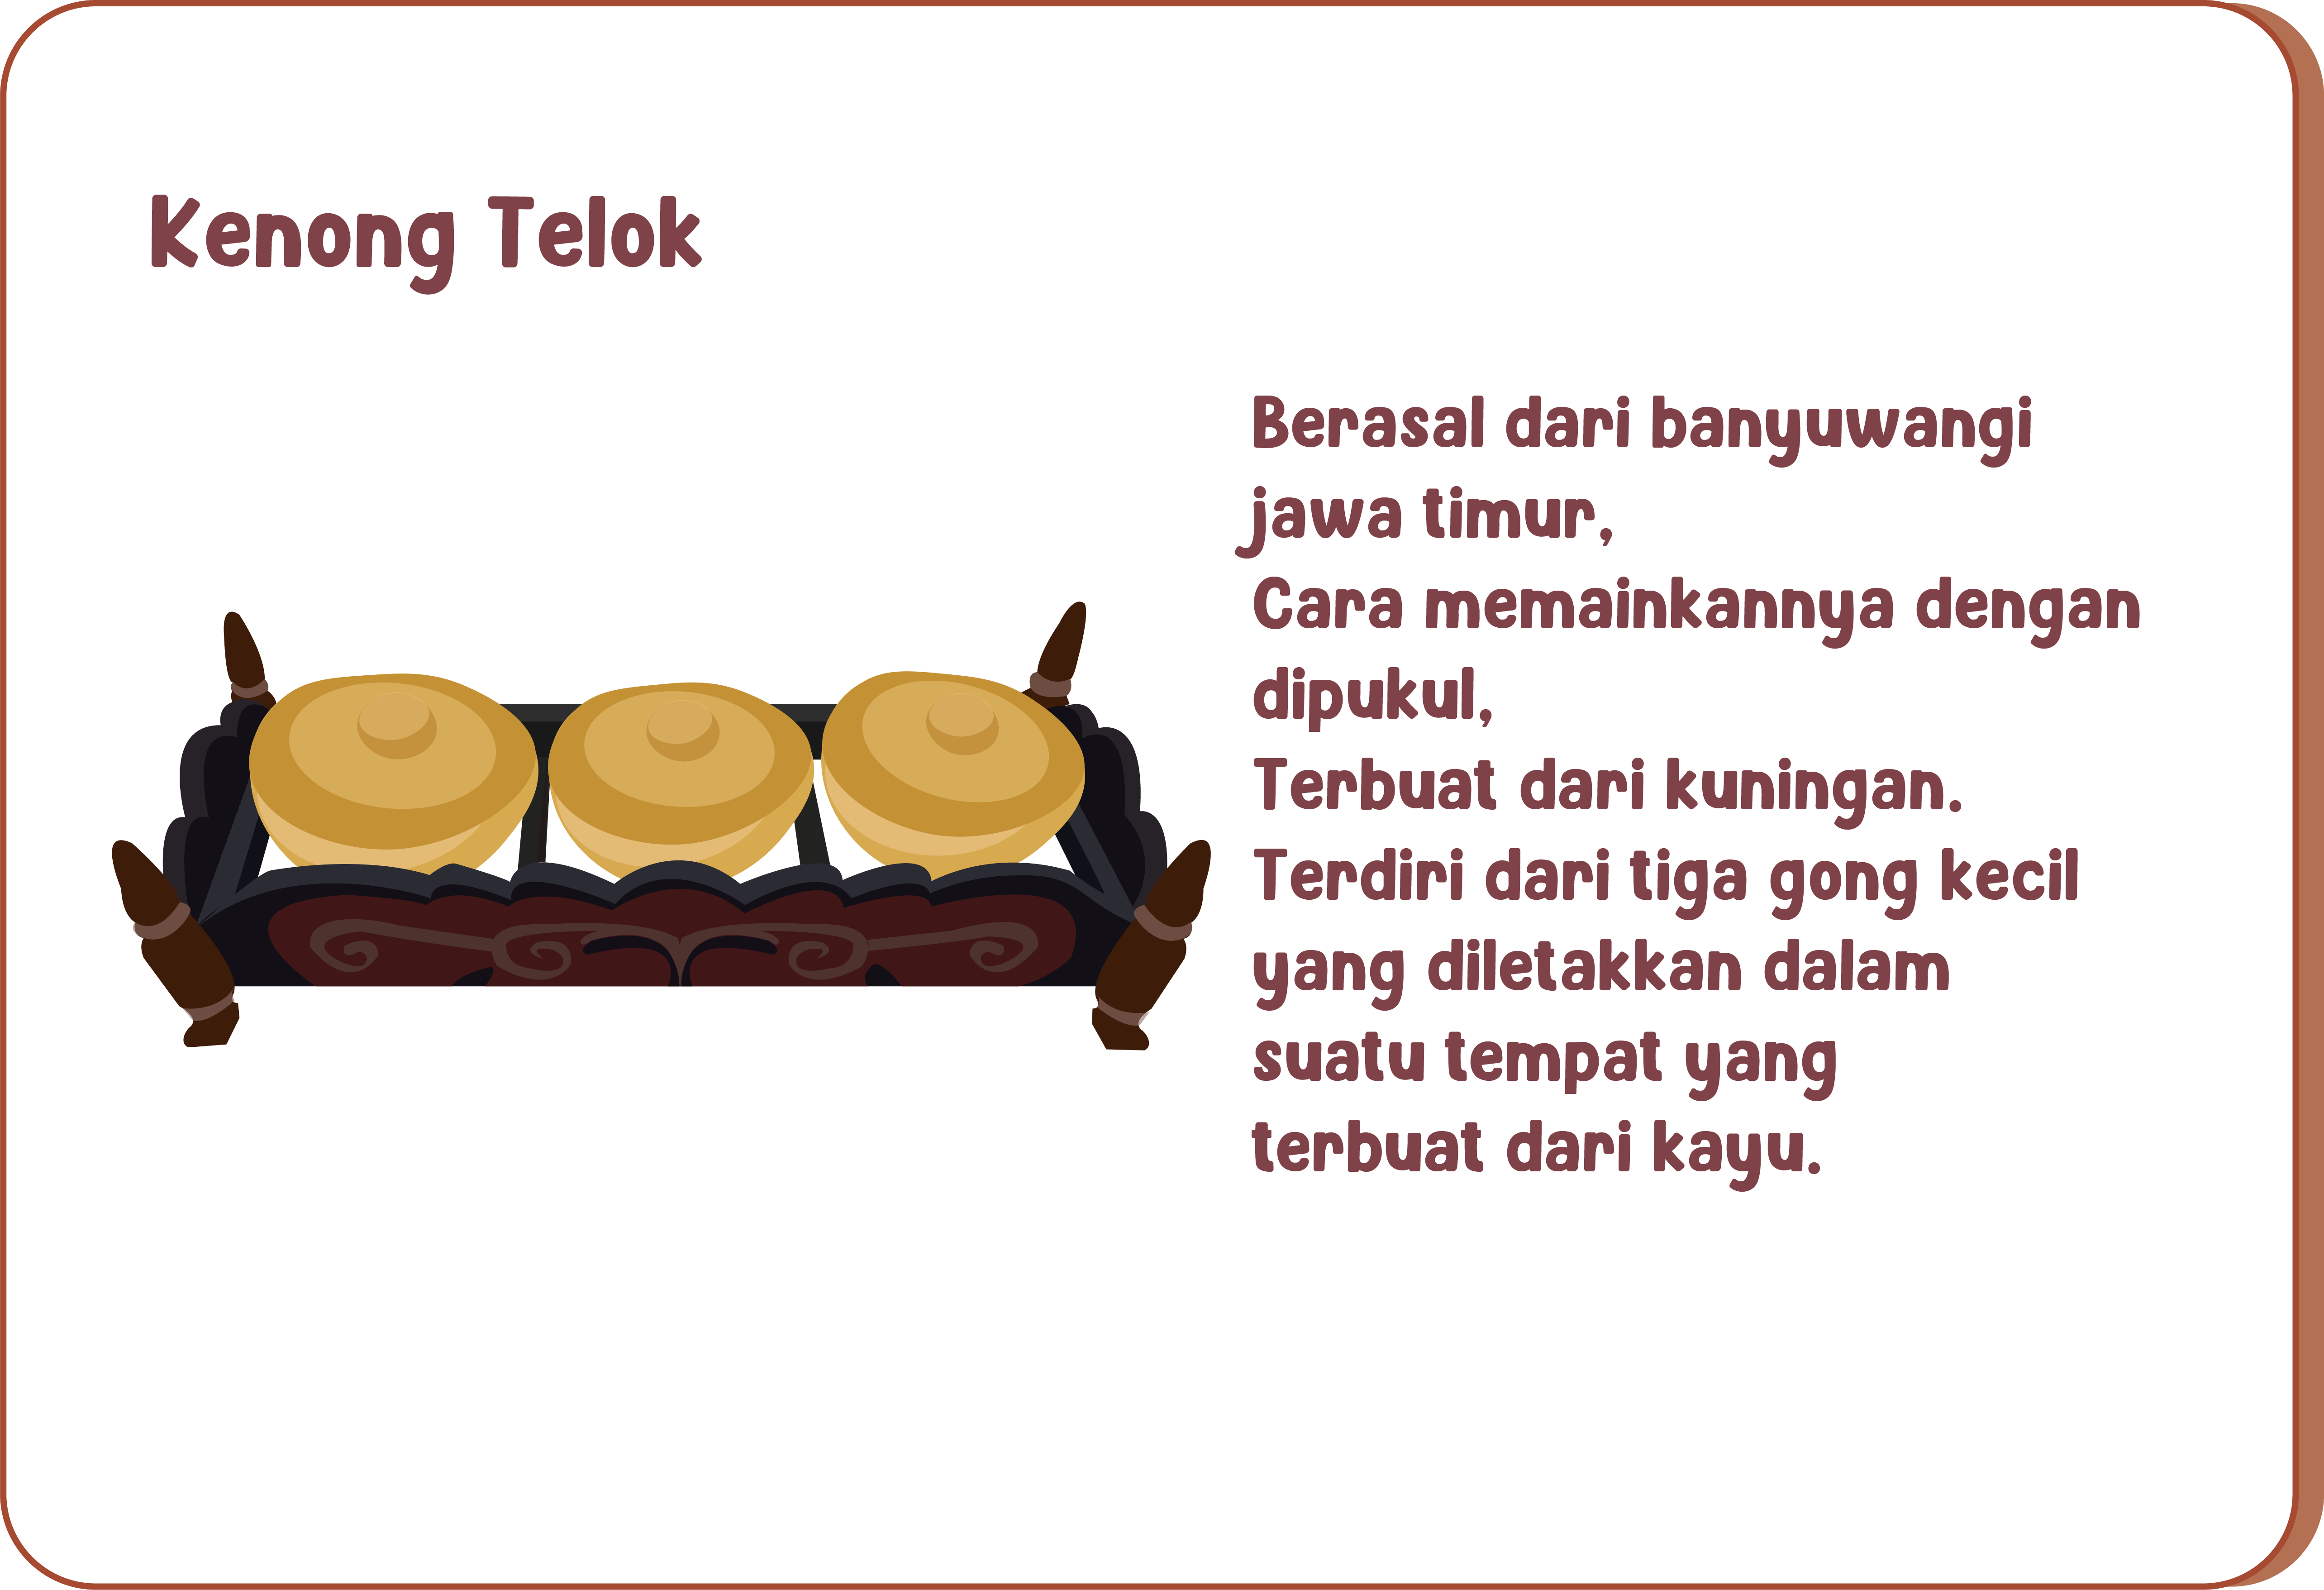 Kenong Telok
Berasal dari banyuwangi
jawa timur,
Cara memainkannya dengan
dipukul,
Terbuat dari kuningan.
Terdiri dari tiga gong kecil
yang diletakkan dalam
suatu tempat yang
terbuat dari kayu.